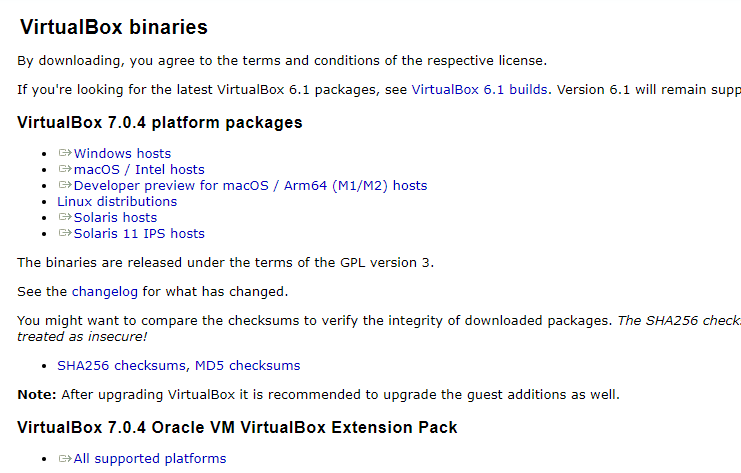 VirtualBox binaries
By downloading, you agree to the terms and conditions of the respective license.
If you're looking for the latest VirtualBox 6.1 packages, see VirtualBox 6.1 builds. Version 6.1 will remain supp
VirtualBox 7.0.4 platform packages
Windows hosts
macOS / Intel hosts
Developer preview for macOS / Arm64 (M1/M2) hosts
Linux distributions
Solaris hosts
Solaris 11 IPS hosts
The binaries are released under the terms of the GPL version 3.
See the changelog for what has changed.
You might want to compare the checksums to verify the integrity of downloaded packages. The SHA256 check
treated as insecure!
SHA256 checksums, MD5 checksums
Note: After upgrading VirtualBox it is recommended to upgrade the guest additions as well.
VirtualBox 7.0.4 Oracle VM VirtualBox Extension Pack
All supported platforms